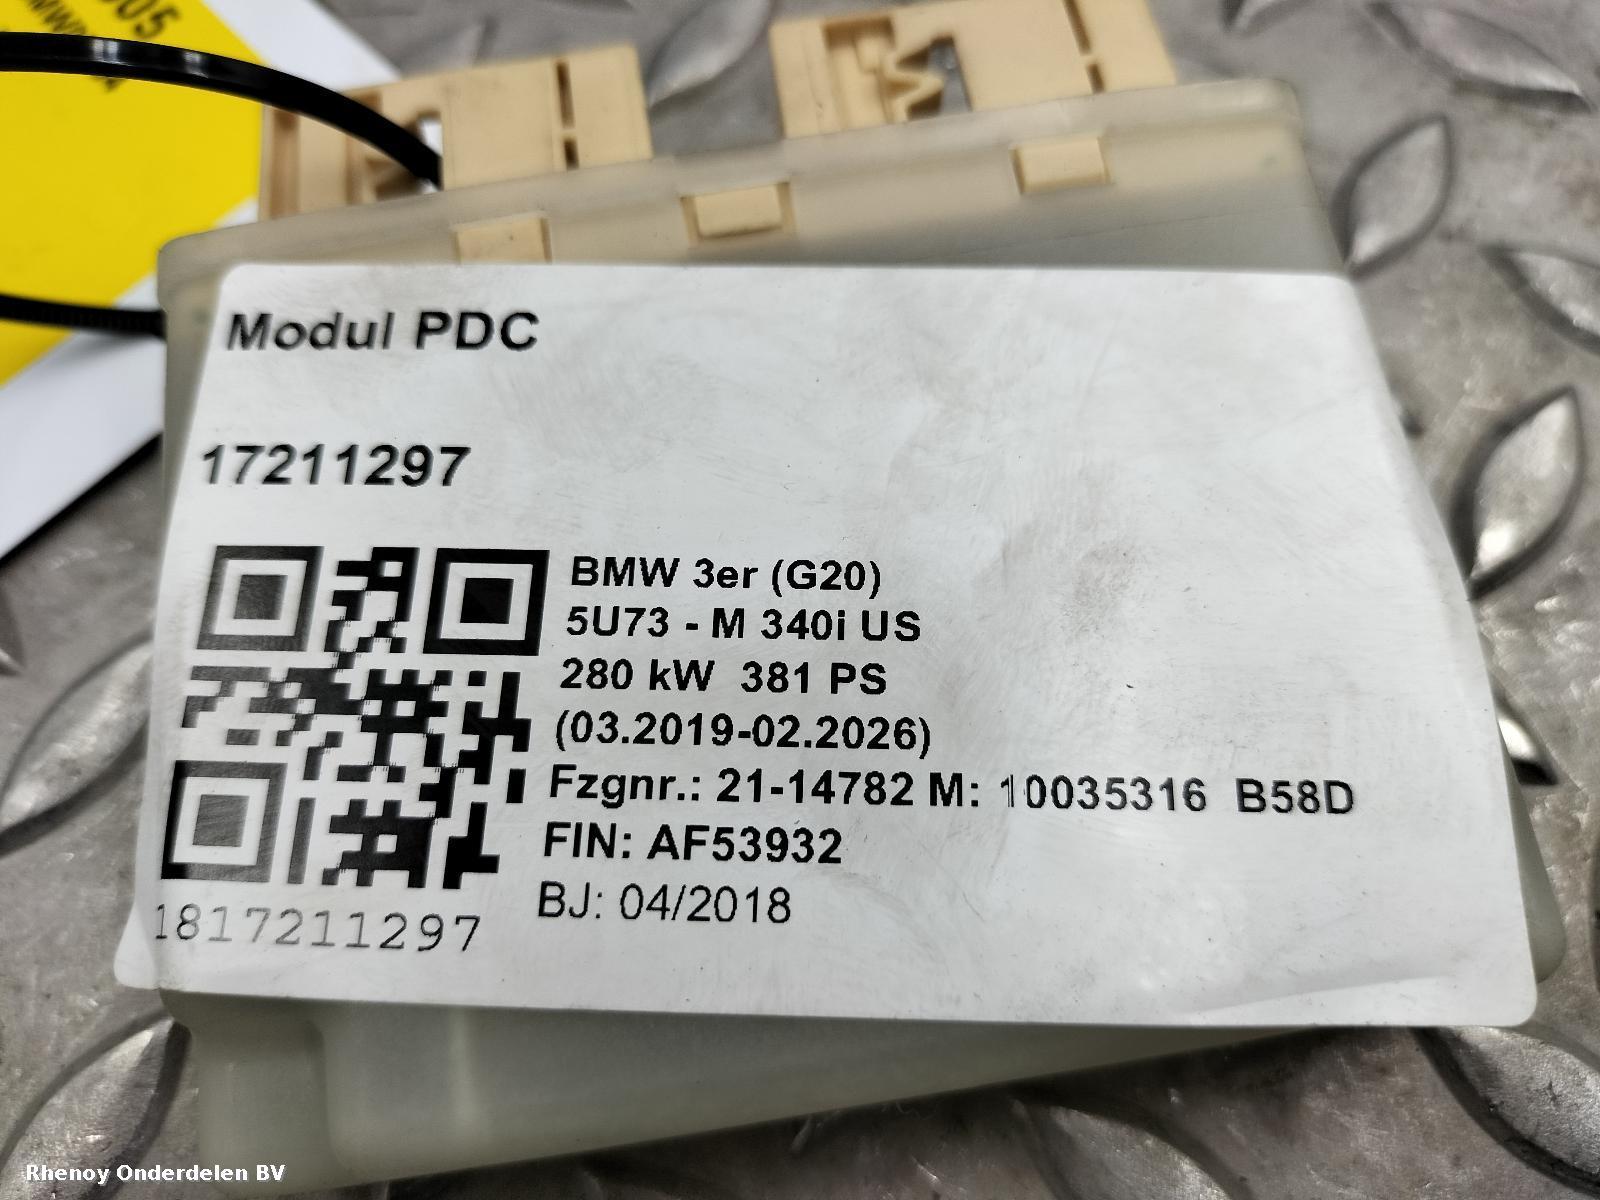 Modul PDC
17211297
BMW 3er (G20)
5U73 - M 340i US
280 kW 381 PS
(03.2019-02.2026)
Fzgnr.: 21-14782 M: 10035316 B58D
FIN: AF53932
BJ: 04/2018
1817211297
Rhenoy Onderdelen BV